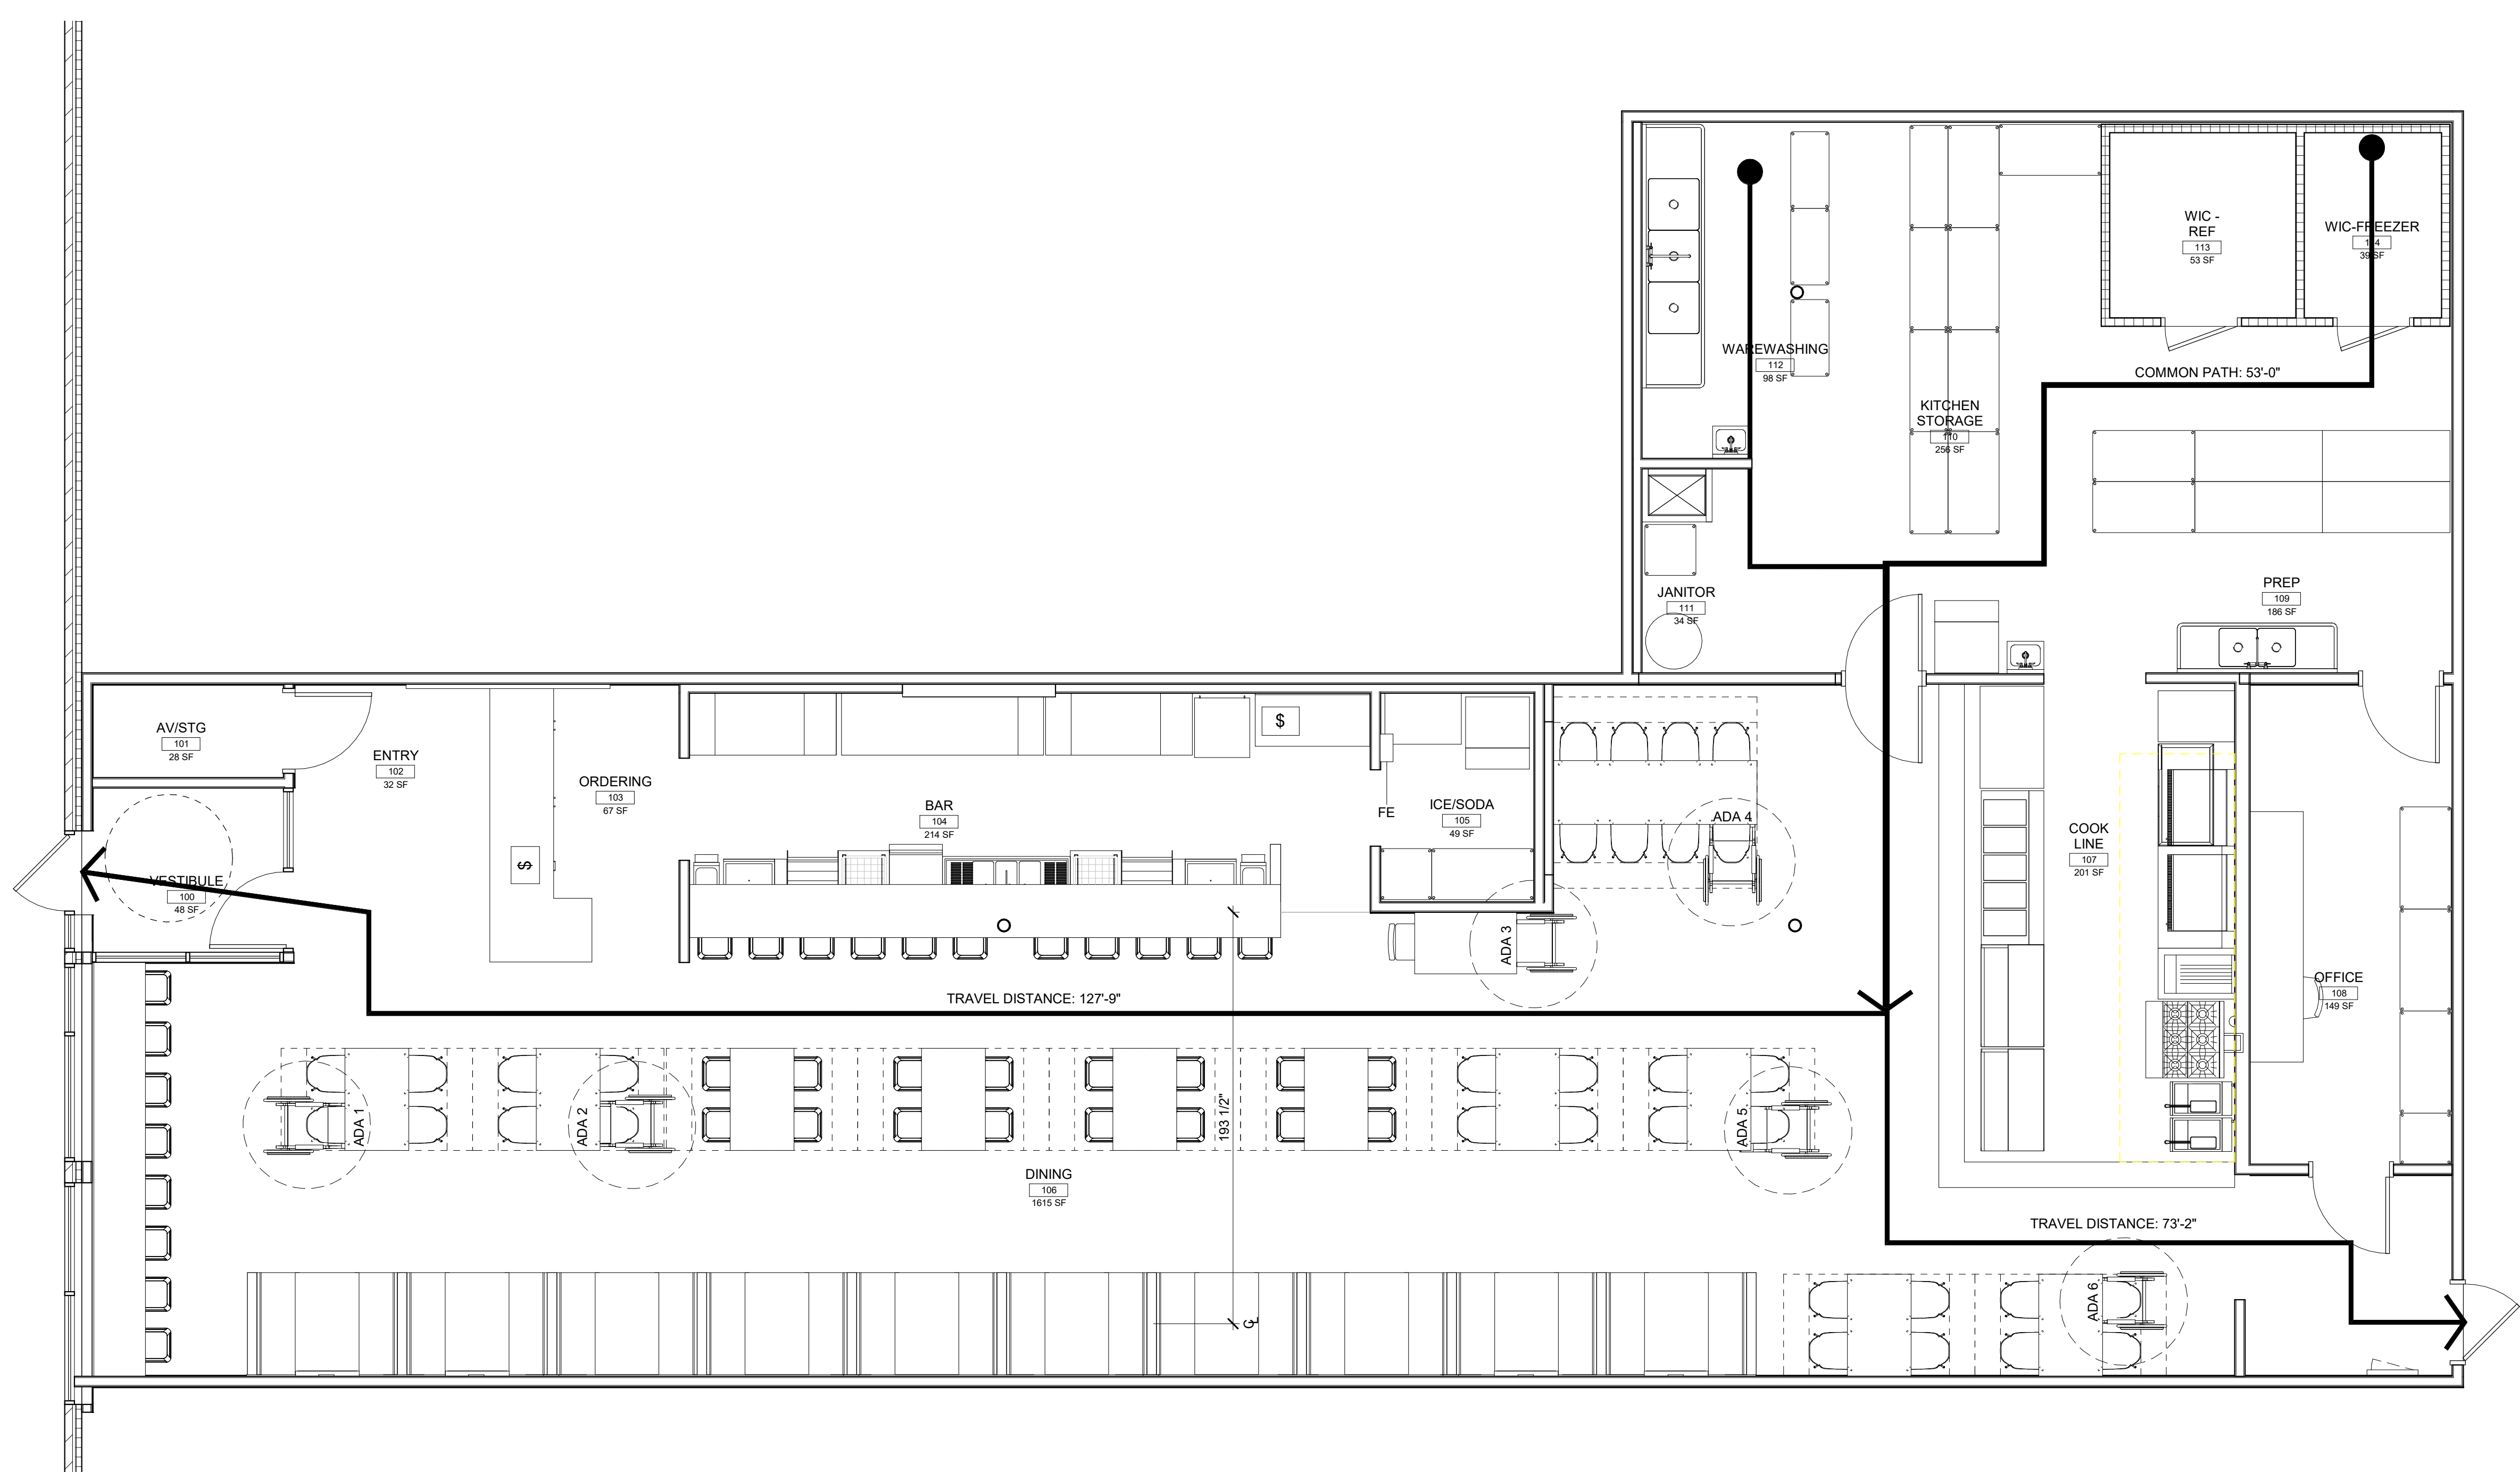 WIC -
REF
113
53 SF
WIC-FREEZER
114
39 SF
WAREWASHING
112
98 SF
COMMON PATH: 53'-0"
KITCHEN
STORAGE
110
256 SF
JANITOR
111
34 SF
PREP
109
186 SF
AV/STG
101
28 SF
ENTRY
102
32 SF
ORDERING
103
67 SF
$
$
BAR
104
214 SF
FE
ICE/SODA
105
49 SF
ADA 4
COOK
LINE
107
201 SF
VESTIBULE
100
48 SF
ADA 3
OFFICE
108
149 SF
TRAVEL DISTANCE: 127'-9"
ADA 1
ADA 2
193 1/2"
ADA 5
DINING
106
1615 SF
TRAVEL DISTANCE: 73'-2"
ADA 6
CL